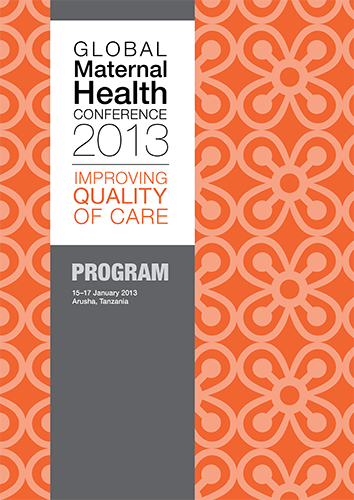 GLOBAL
Maternal
Health
CONFERENCE
2013
IMPROVING
QUALITY
OF CARE
PROGRAM
15–17 January 2013
Arusha, Tanzania